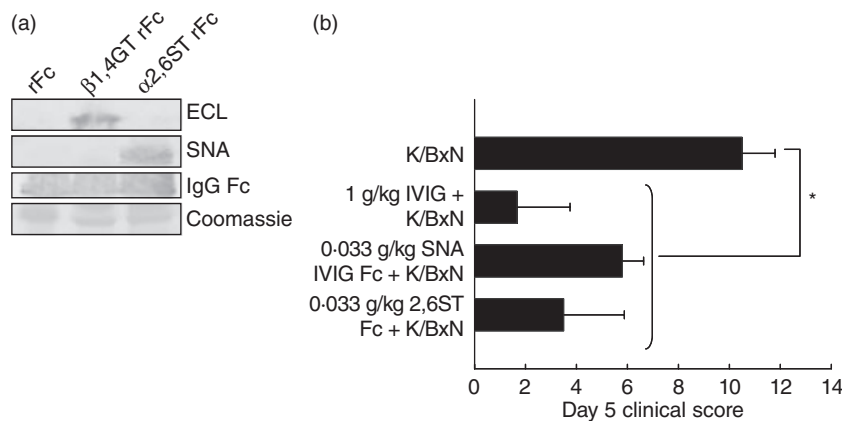 (a)
rFc
β1,4GT rFc
α2,6ST rFc
ECL
SNA
IgG Fc
Coomassie
(b)
K/BxN
1 g/kg IVIG +
K/BxN
0·033 g/kg SNA
IVIG Fc + K/BxN
0·033 g/kg 2,6ST
Fc + K/BxN
*
0 2 4 6 8 10 12 14
Day 5 clinical score